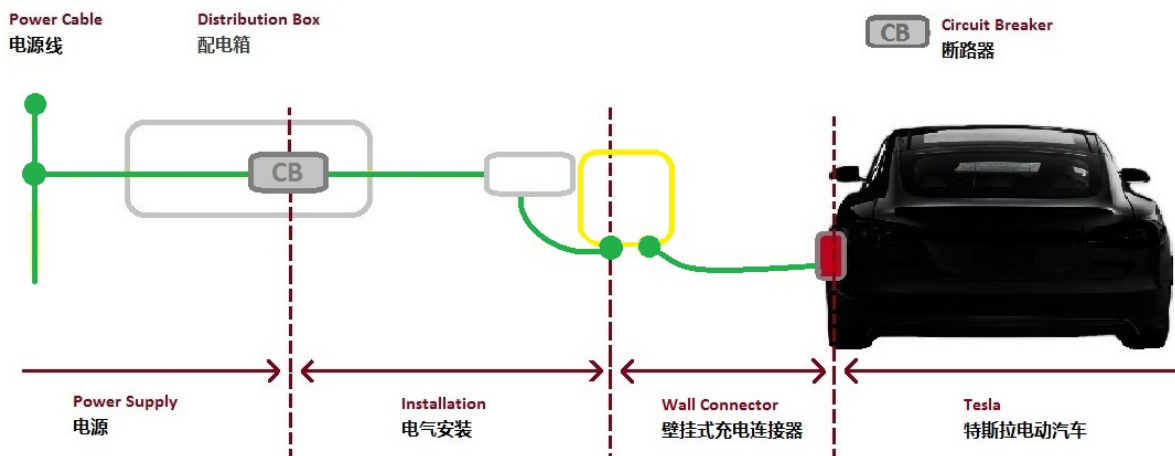 Power Cable
电源线
Distribution Box
配电箱
CB
Circuit Breaker
断路器
CB
Power Supply
电源
Installation
电气安装
Wall Connector
壁挂式充电连接器
Tesla
特斯拉电动汽车